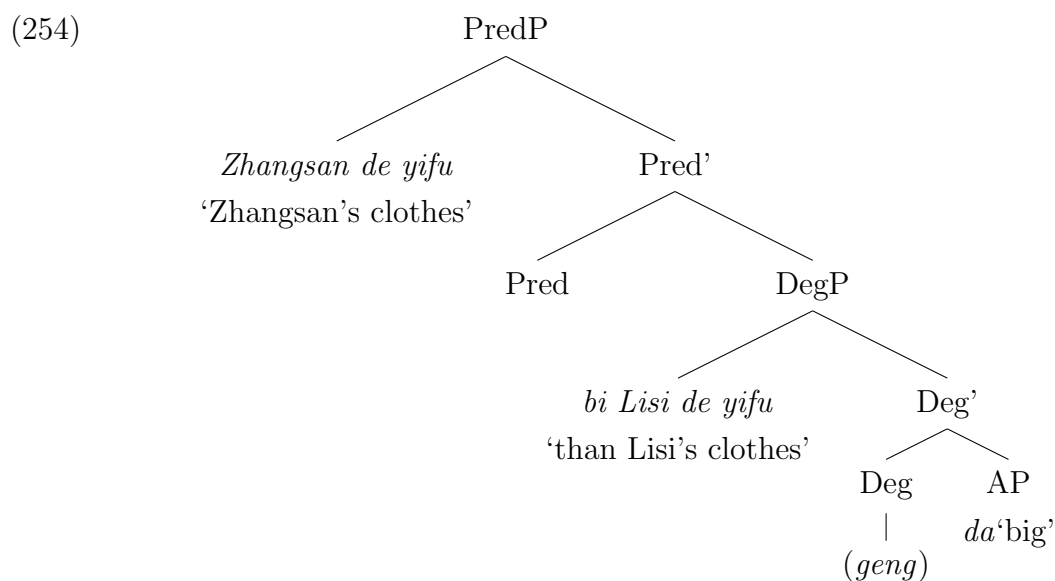 (254) PredP
Zhangsan de yifu Pred’
‘Zhangsan’s clothes’
Pred DegP
bi Lisi de yifu Deg’
‘than Lisi’s clothes’
Deg AP
da‘big’
(geng)